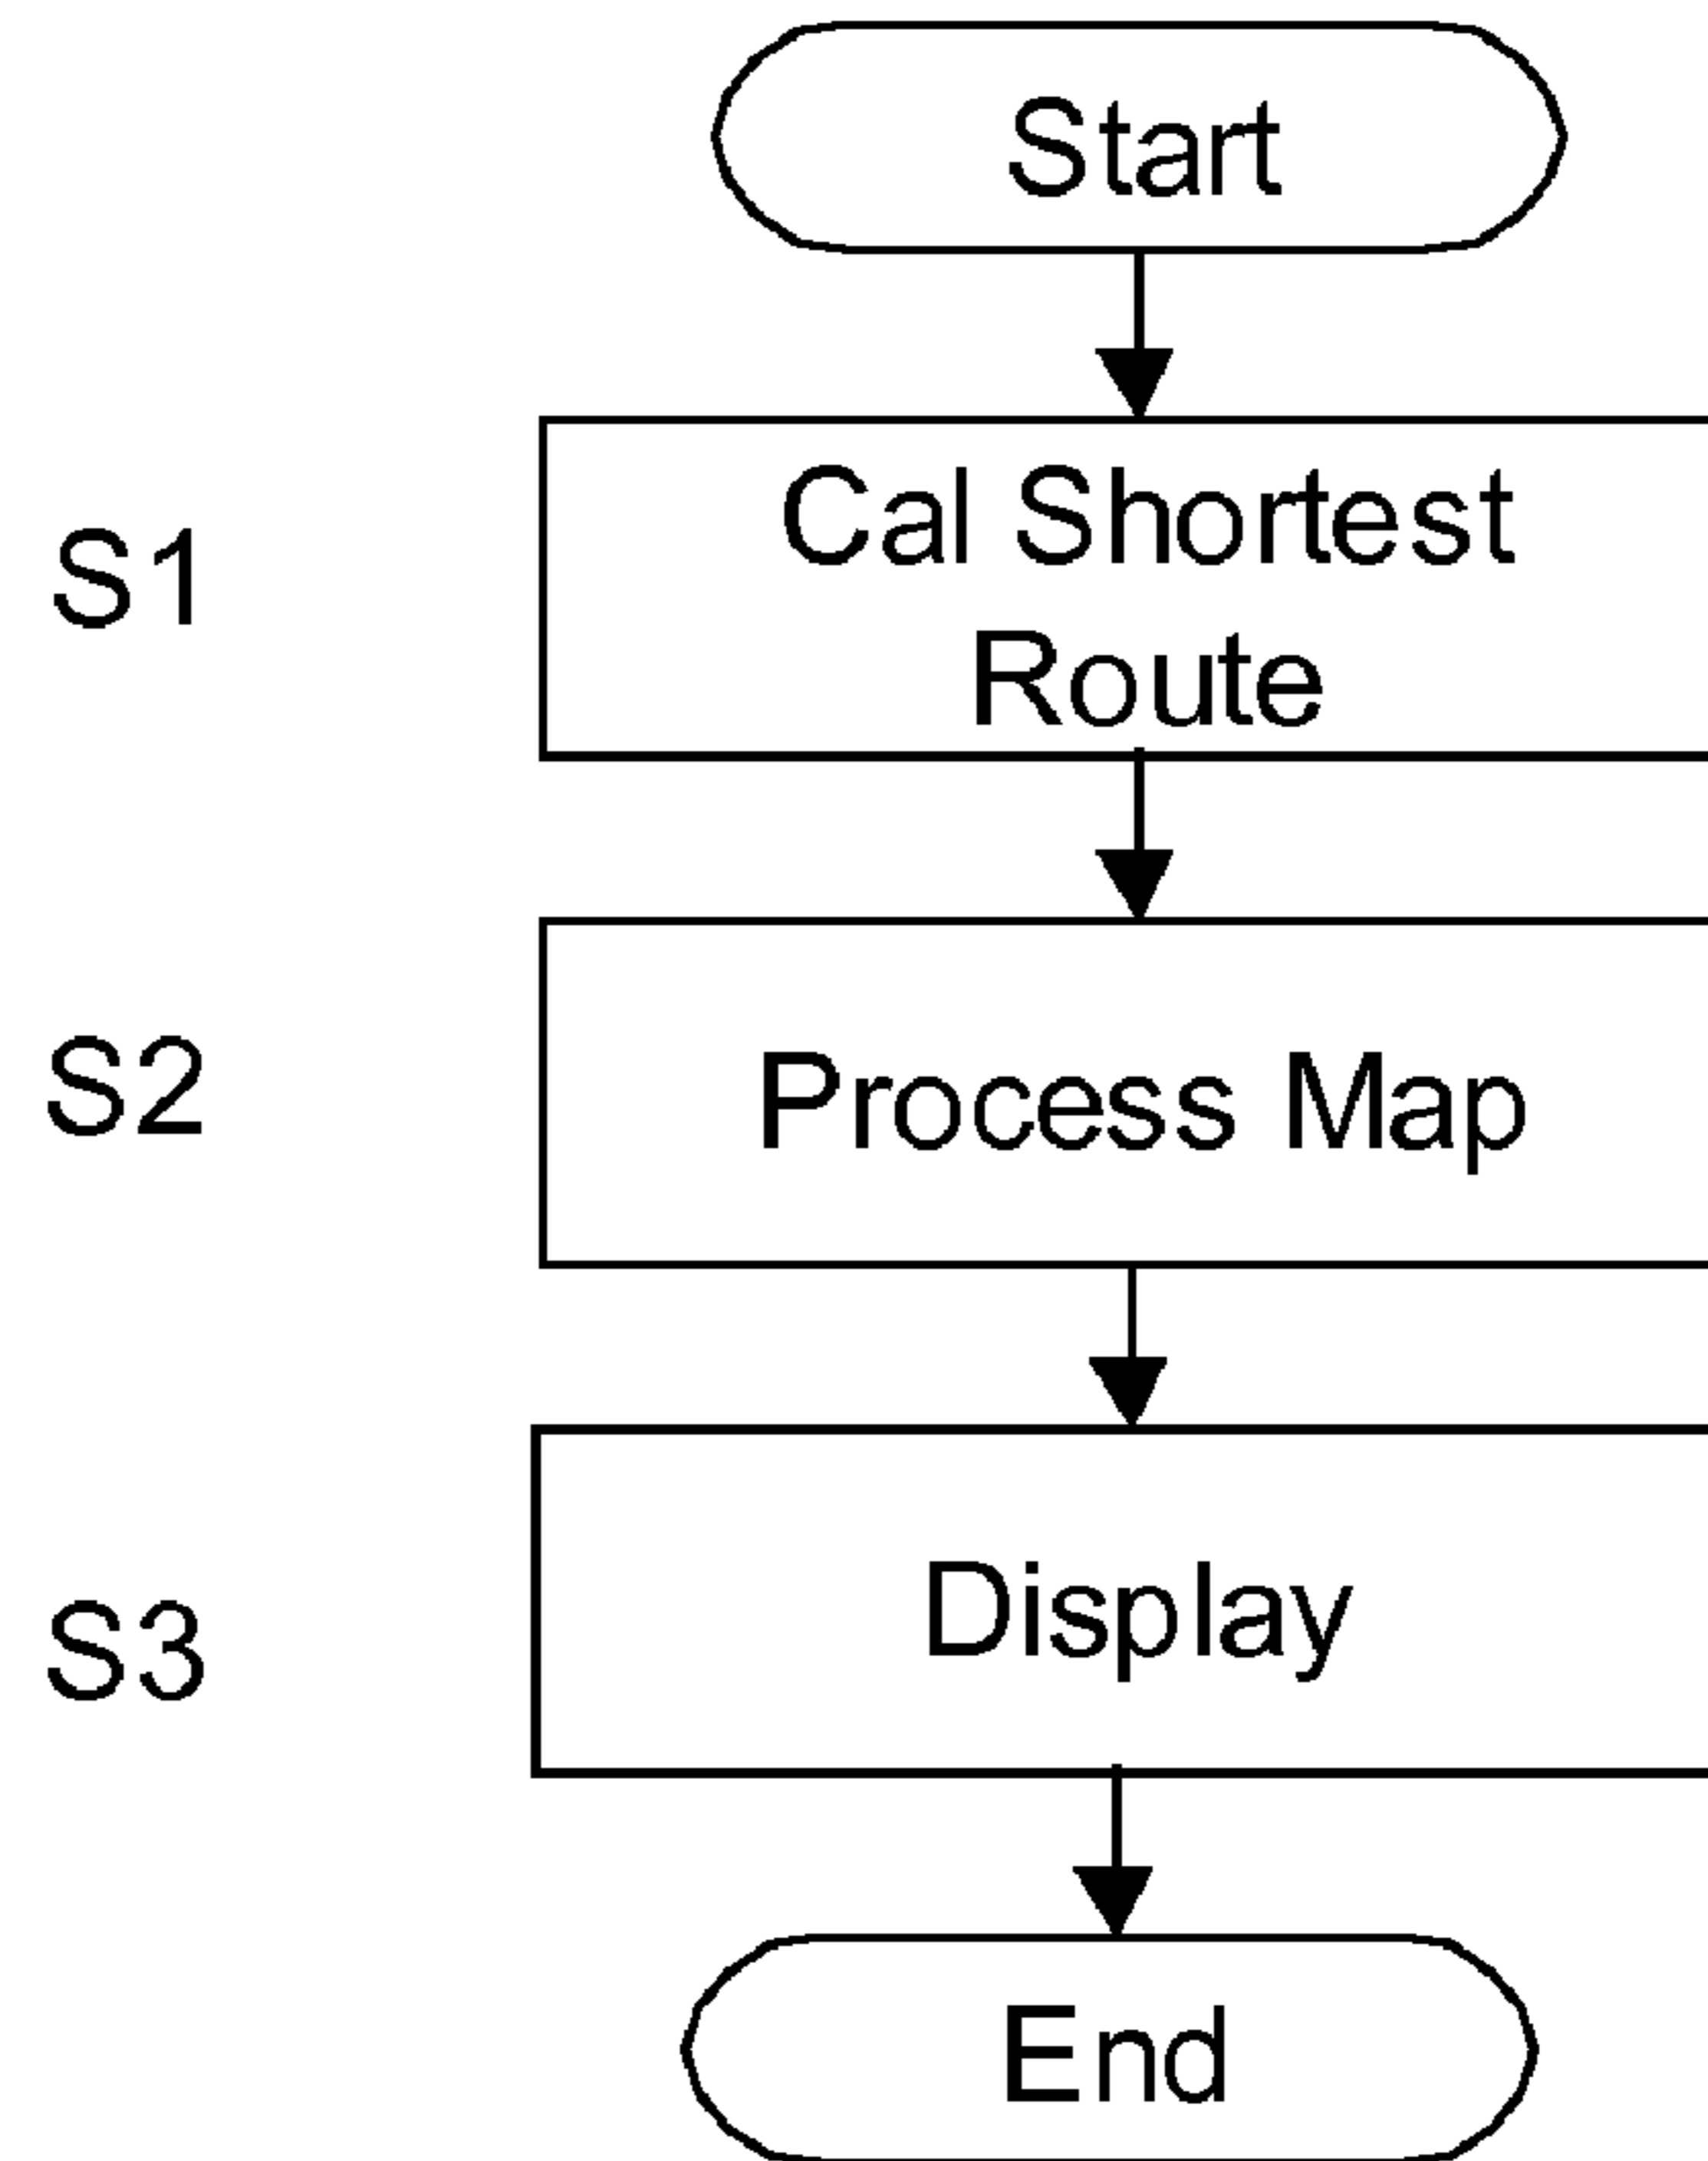 Start
S1
Cal Shortest
Route
S2
Process Map
S3
Display
End